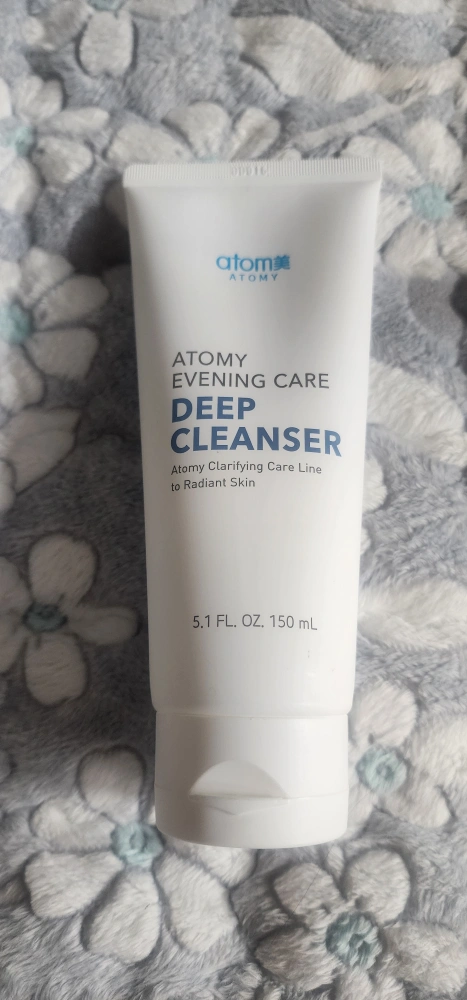 atom美
ATOMY
ATOMY
EVENING CARE
DEEP
CLEANSER
Atomy Clarifying Care Line
to Radiant Skin
5.1 FL. OZ. 150 mL